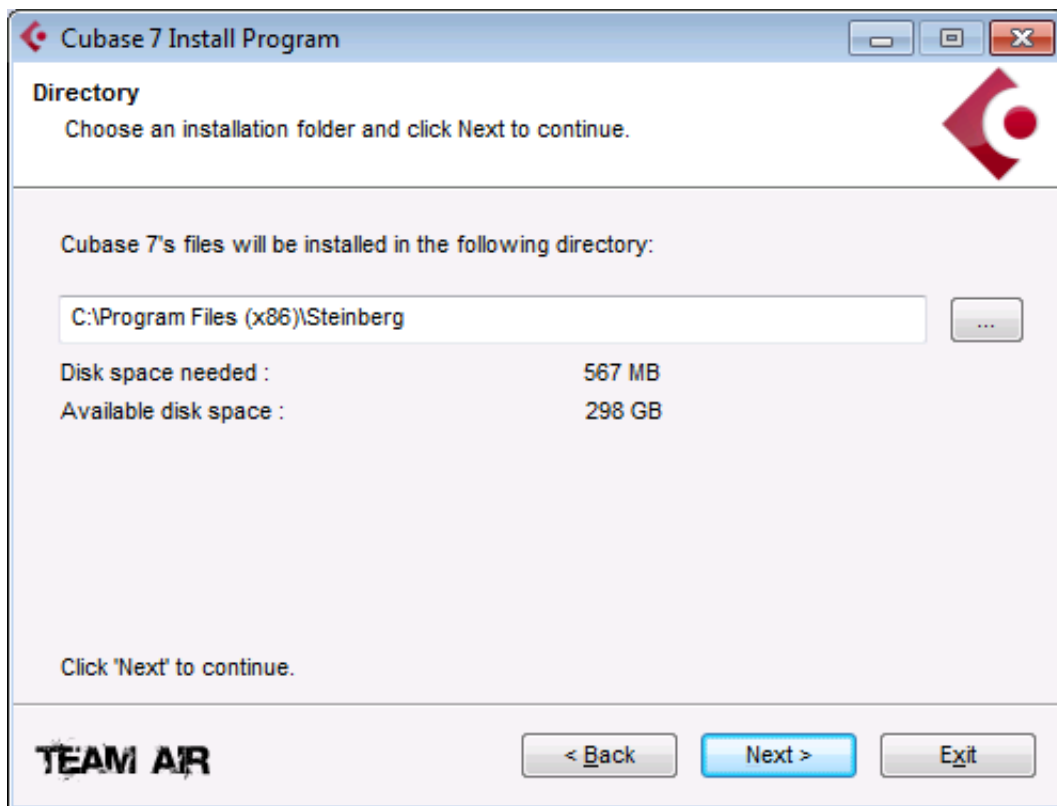 Cubase 7 Install Program
Directory
Choose an installation folder and click Next to continue.
Cubase 7's files will be installed in the following directory:
C:\Program Files (x86)\Steinberg
...
Disk space needed : 567 MB
Available disk space : 298 GB
Click 'Next' to continue.
TEAM AIR
< Back Next > Exit